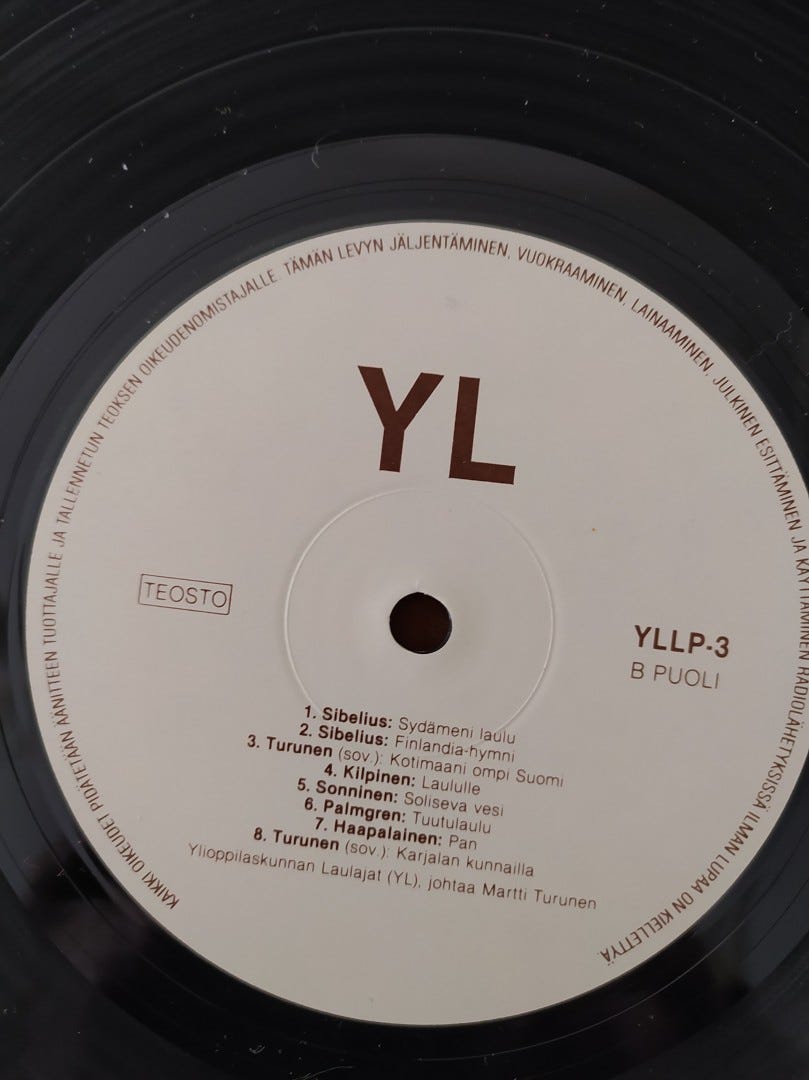 KAIKKI OIKEUDET PIDÄTETÄÄN ÄÄNITTEEN TUOTTAJALLE JA TALLENNETUN TEOKSEN OIKEUDENOMISTAJALLE. TÄMÄN LEVYN JÄLJENTÄMINEN, VUOKRAAMINEN, LAINAAMINEN, JULKINEN ESITTÄMINEN JA KÄYTTÄMINEN RADIOLÄHETYKSISSÄ ILMAN LUPAA ON KIELLETTYÄ.
YL
TEOSTO
YLLP-3
B PUOLI
1. Sibelius: Sydämeni laulu
2. Sibelius: Finlandia-hymni
3. Turunen (sov.): Kotimaani ompi Suomi
4. Kilpinen: Laululle
5. Sonninen: Soliseva vesi
6. Palmgren: Tuutulaulu
7. Haapalainen: Pan
8. Turunen (sov.): Karjalan kunnailla
Ylioppilaskunnan Laulajat (YL), johtaa Martti Turunen